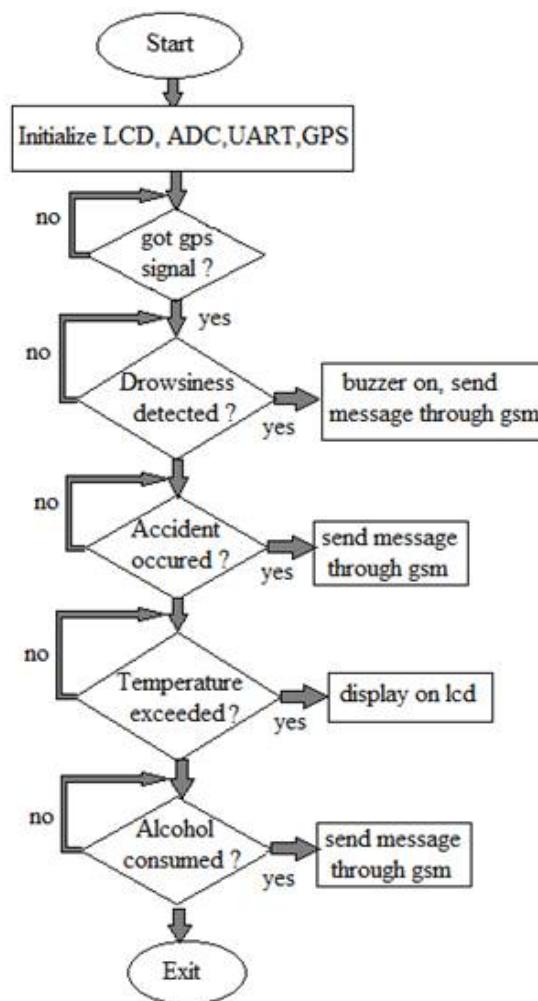 Start
Initialize LCD, ADC,UART,GPS
no
got gps
signal ?
yes
no
Drowsiness
detected ?
yes
buzzer on, send
message through gsm
no
Accident
occured ?
yes
send message
through gsm
no
Temperature
exceeded ?
yes
display on lcd
no
Alcohol
consumed ?
yes
send message
through gsm
Exit